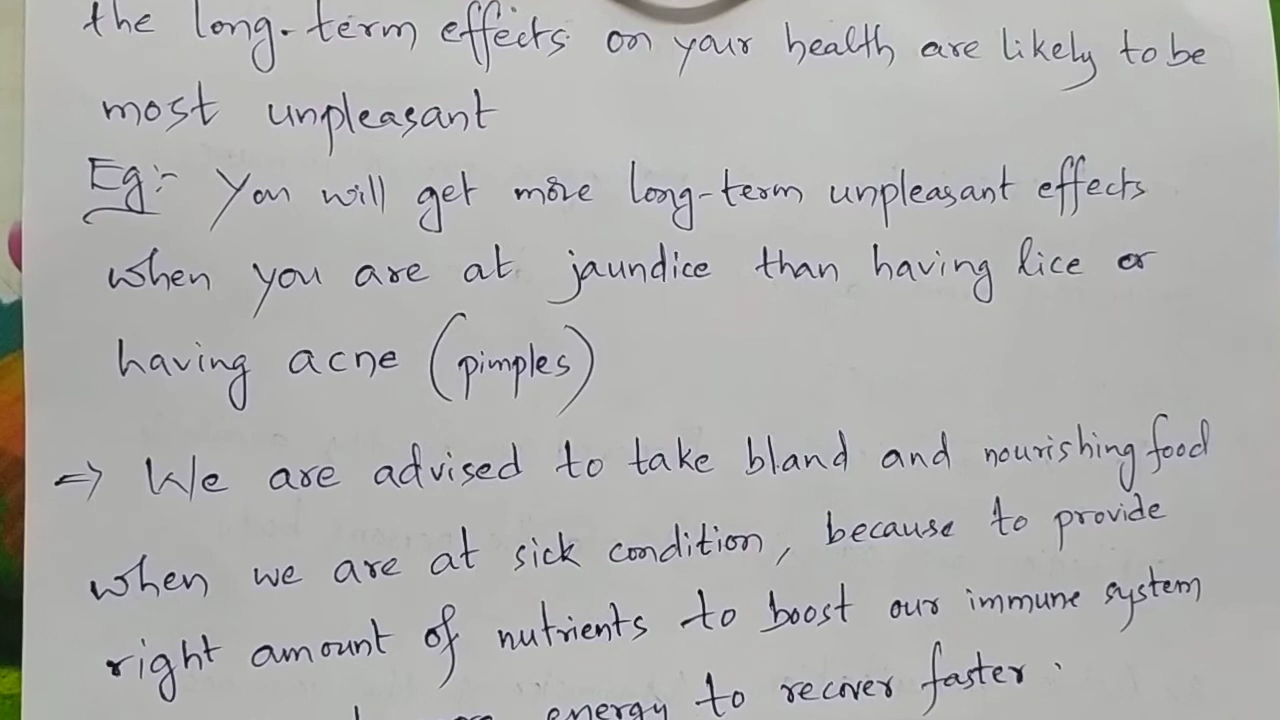 the long-term effects on your health are likely to be
most unpleasant
Eg:- You will get more long-term unpleasant effects
when you are at jaundice than having lice or
having acne (pimples)
=> We are advised to take bland and nourishing food
when we are at sick condition, because to provide
right amount of nutrients to boost our immune system
energy to recover faster.